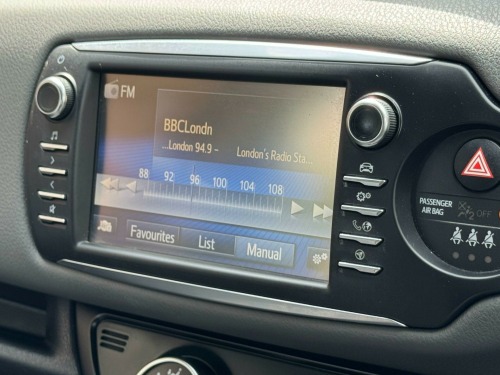 FM
BBCLondn
...London 94.9 - London's Radio Sta...
88 92 96 100 104 108
Favourites List Manual
PASSENGER
AIR BAG OFF